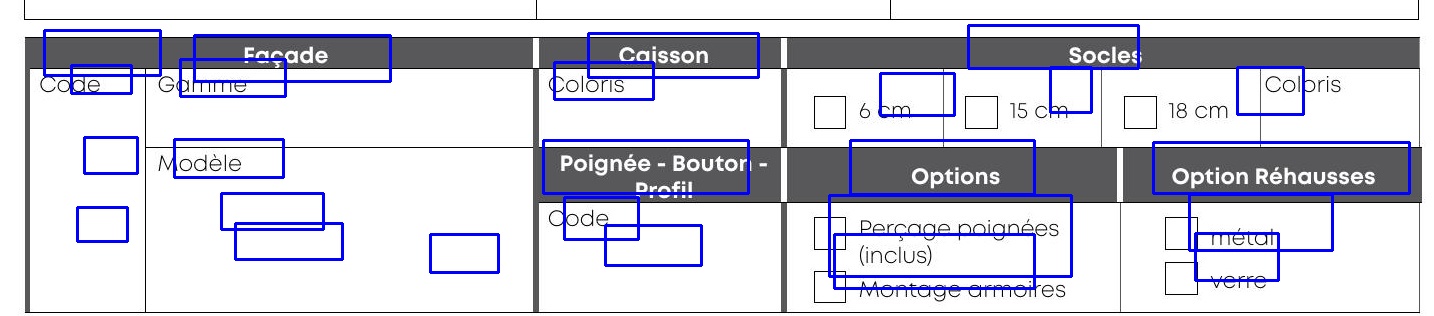 Façade Caisson Socles
Code Gamme Coloris 6 cm 15 cm 18 cm Coloris
Modèle Poignée - Bouton - Profil Options Option Réhausses
Code Perçage poignées (inclus) métal
Montage armoires verre